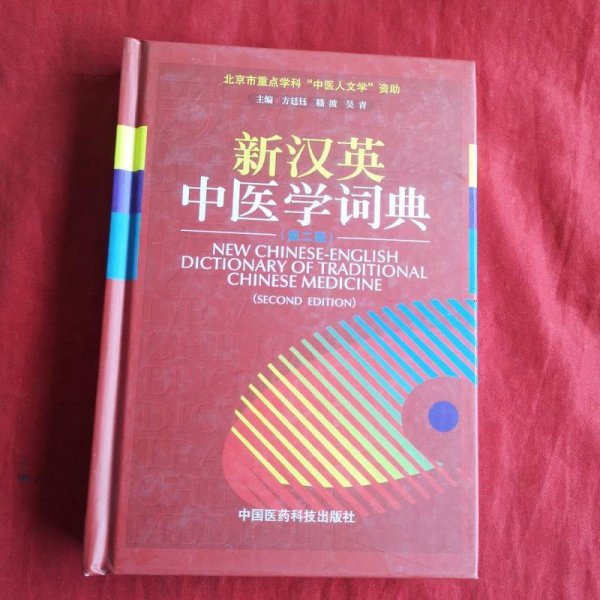 北京市重点学科“中医人文学”资助
主编 方廷钰 嵇波 吴青
新汉英
中医学词典
（第二版）
NEW CHINESE-ENGLISH
DICTIONARY OF TRADITIONAL
CHINESE MEDICINE
(SECOND EDITION)
中国医药科技出版社